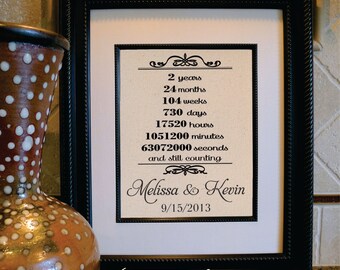 2 years
24 months
104 weeks
730 days
17520 hours
1051200 minutes
63072000 seconds
and still counting
Melissa & Kevin
9/15/2013